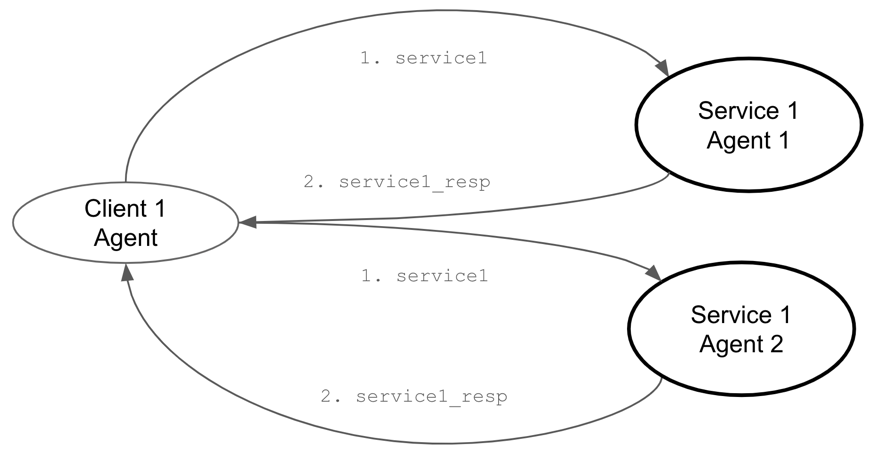 1. service1
Service 1
Agent 1
2. service1_resp
Client 1
Agent
1. service1
Service 1
Agent 2
2. service1_resp